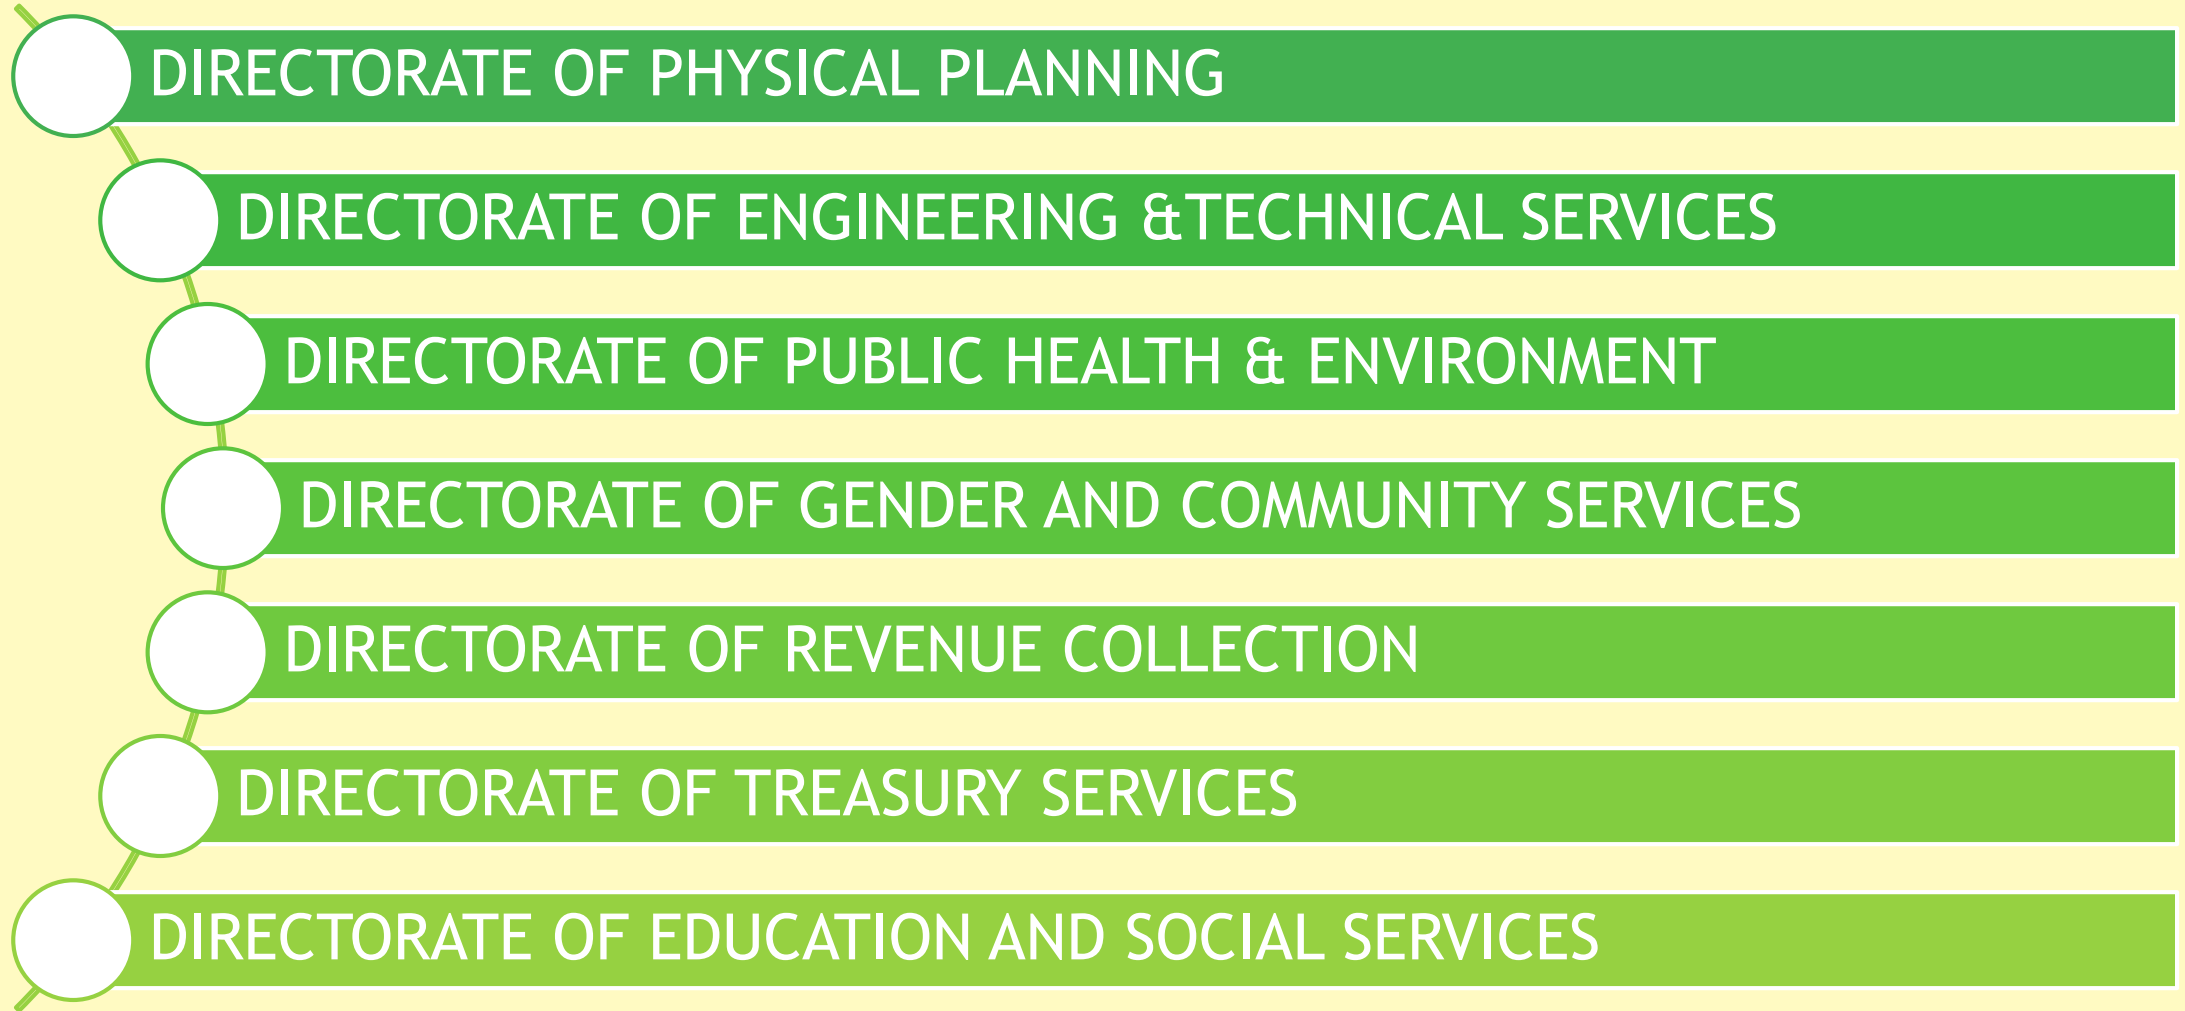 DIRECTORATE OF PHYSICAL PLANNING
DIRECTORATE OF ENGINEERING &TECHNICAL SERVICES
DIRECTORATE OF PUBLIC HEALTH & ENVIRONMENT
DIRECTORATE OF GENDER AND COMMUNITY SERVICES
DIRECTORATE OF REVENUE COLLECTION
DIRECTORATE OF TREASURY SERVICES
DIRECTORATE OF EDUCATION AND SOCIAL SERVICES